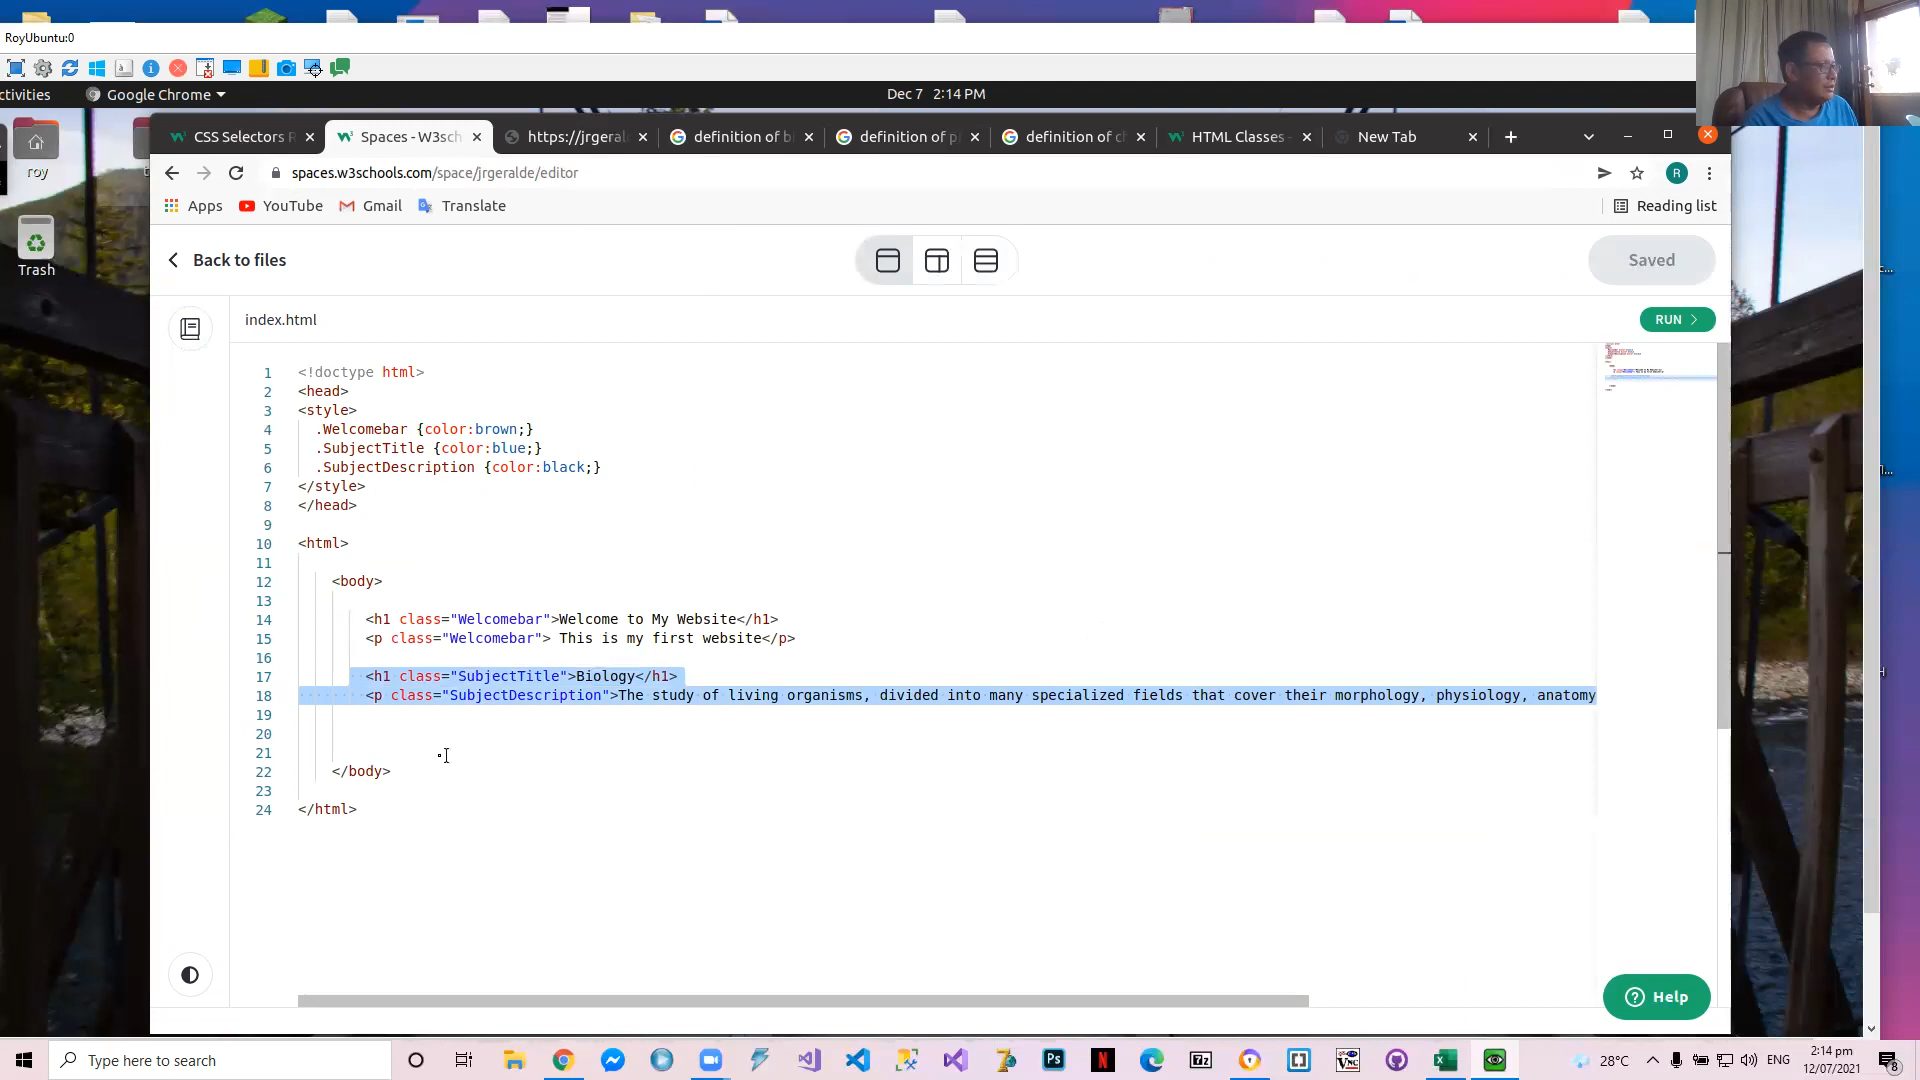 RoyUbuntu:0
ctivities
Google Chrome
Dec 7 2:14 PM
CSS Selectors R
Spaces - W3sch
https://jrgeral
definition of b
definition of p
definition of c
HTML Classes -
New Tab
spaces.w3schools.com/space/jrgeralde/editor
Apps
YouTube
Gmail
Translate
Reading list
roy
Trash
Back to files
Saved
index.html
RUN
1 <!doctype html>
2 <head>
3 <style>
4 .Welcomebar {color:brown;}
5 .SubjectTitle {color:blue;}
6 .SubjectDescription {color:black;}
7 </style>
8 </head>
9
10 <html>
11
12 <body>
13
14 <h1 class="Welcomebar">Welcome to My Website</h1>
15 <p class="Welcomebar"> This is my first website</p>
16
17 <h1 class="SubjectTitle">Biology</h1>
18 <p class="SubjectDescription">The study of living organisms, divided into many specialized fields that cover their morphology, physiology, anatomy
19
20
21
22 </body>
23
24 </html>
Help
Type here to search
28°C
ENG
2:14 pm
12/07/2021
8